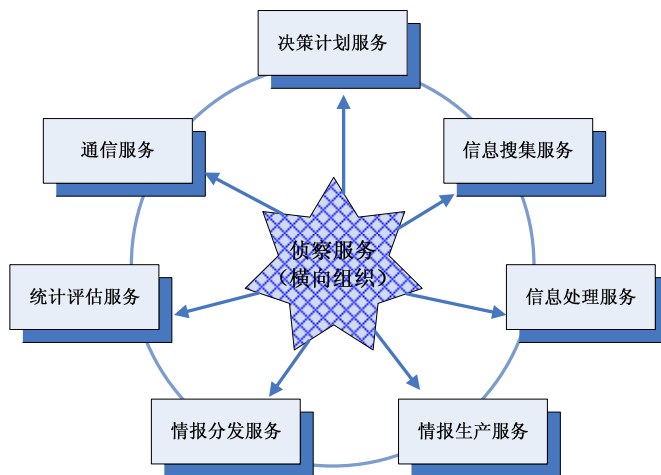 决策计划服务
通信服务
信息搜集服务
侦察服务
（横向组织）
统计评估服务
信息处理服务
情报分发服务
情报生产服务